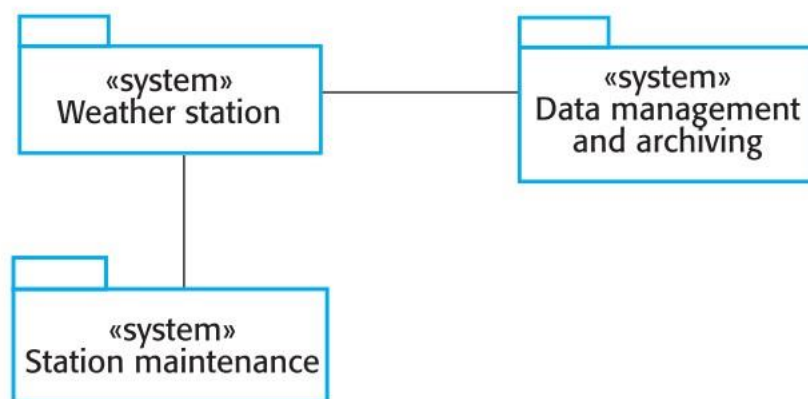 «system»
Weather station
«system»
Data management
and archiving
«system»
Station maintenance